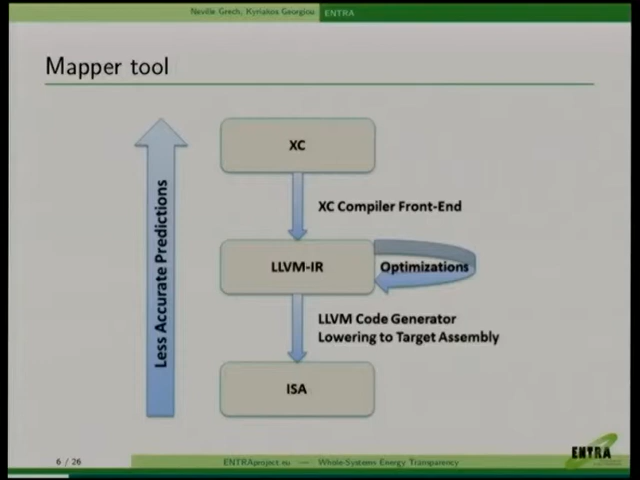 Neville Grech, Kyriakos Georgiou ENTRA
Mapper tool
XC
XC Compiler Front-End
LLVM-IR
Optimizations
LLVM Code Generator
Lowering to Target Assembly
ISA
Less Accurate Predictions
6 / 26
ENTRAproject.eu — Whole-Systems Energy Transparency
ENTRA